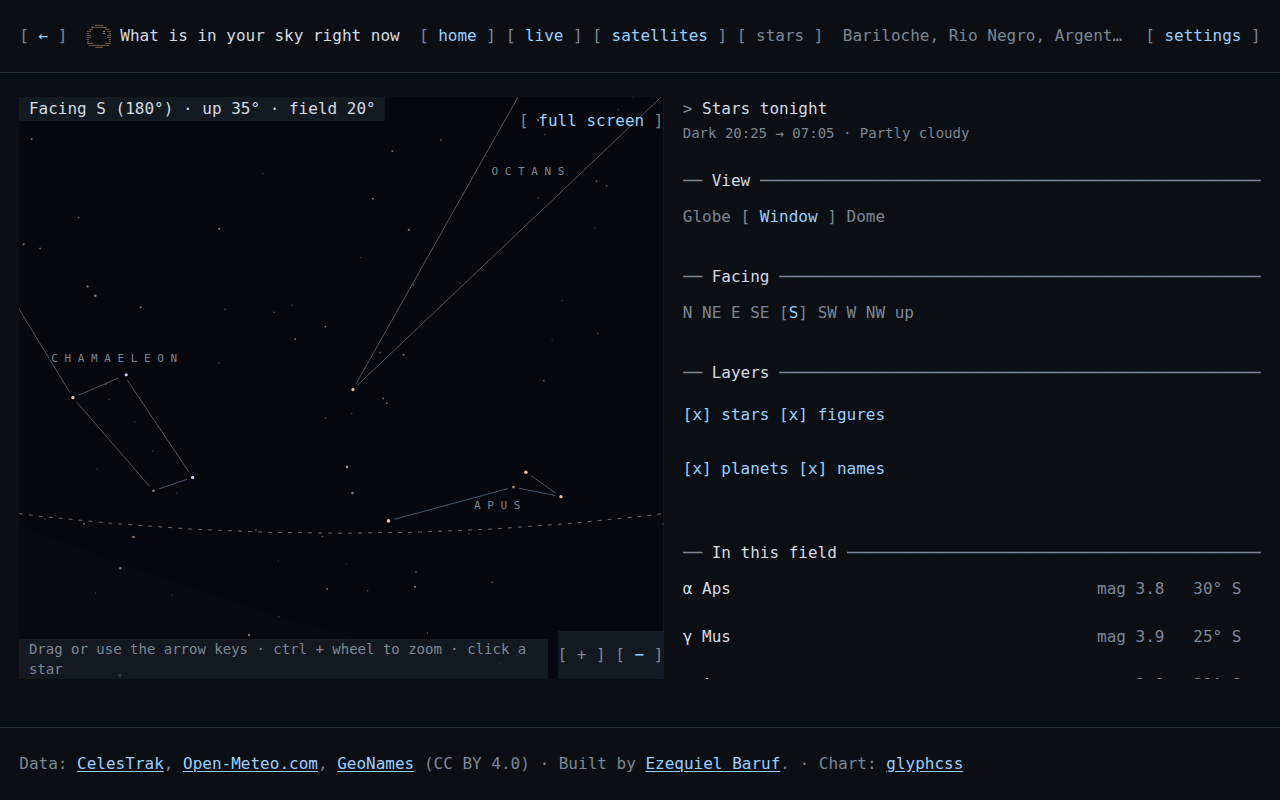 [ ← ] What is in your sky right now [ home ] [ live ] [ satellites ] [ stars ] Bariloche, Rio Negro, Argent… [ settings ]
Facing S (180°) · up 35° · field 20°
[ full screen ]
OCTANS
CHAMAELEON
APUS
Drag or use the arrow keys · ctrl + wheel to zoom · click a
star
[ + ] [ − ]
> Stars tonight
Dark 20:25 → 07:05 · Partly cloudy
View
Globe [ Window ] Dome
Facing
N NE E SE [S] SW W NW up
Layers
[x] stars [x] figures
[x] planets [x] names
In this field
α Aps mag 3.8 30° S
γ Mus mag 3.9 25° S
Data: CelesTrak, Open-Meteo.com, GeoNames (CC BY 4.0) · Built by Ezequiel Baruf. · Chart: glyphcss